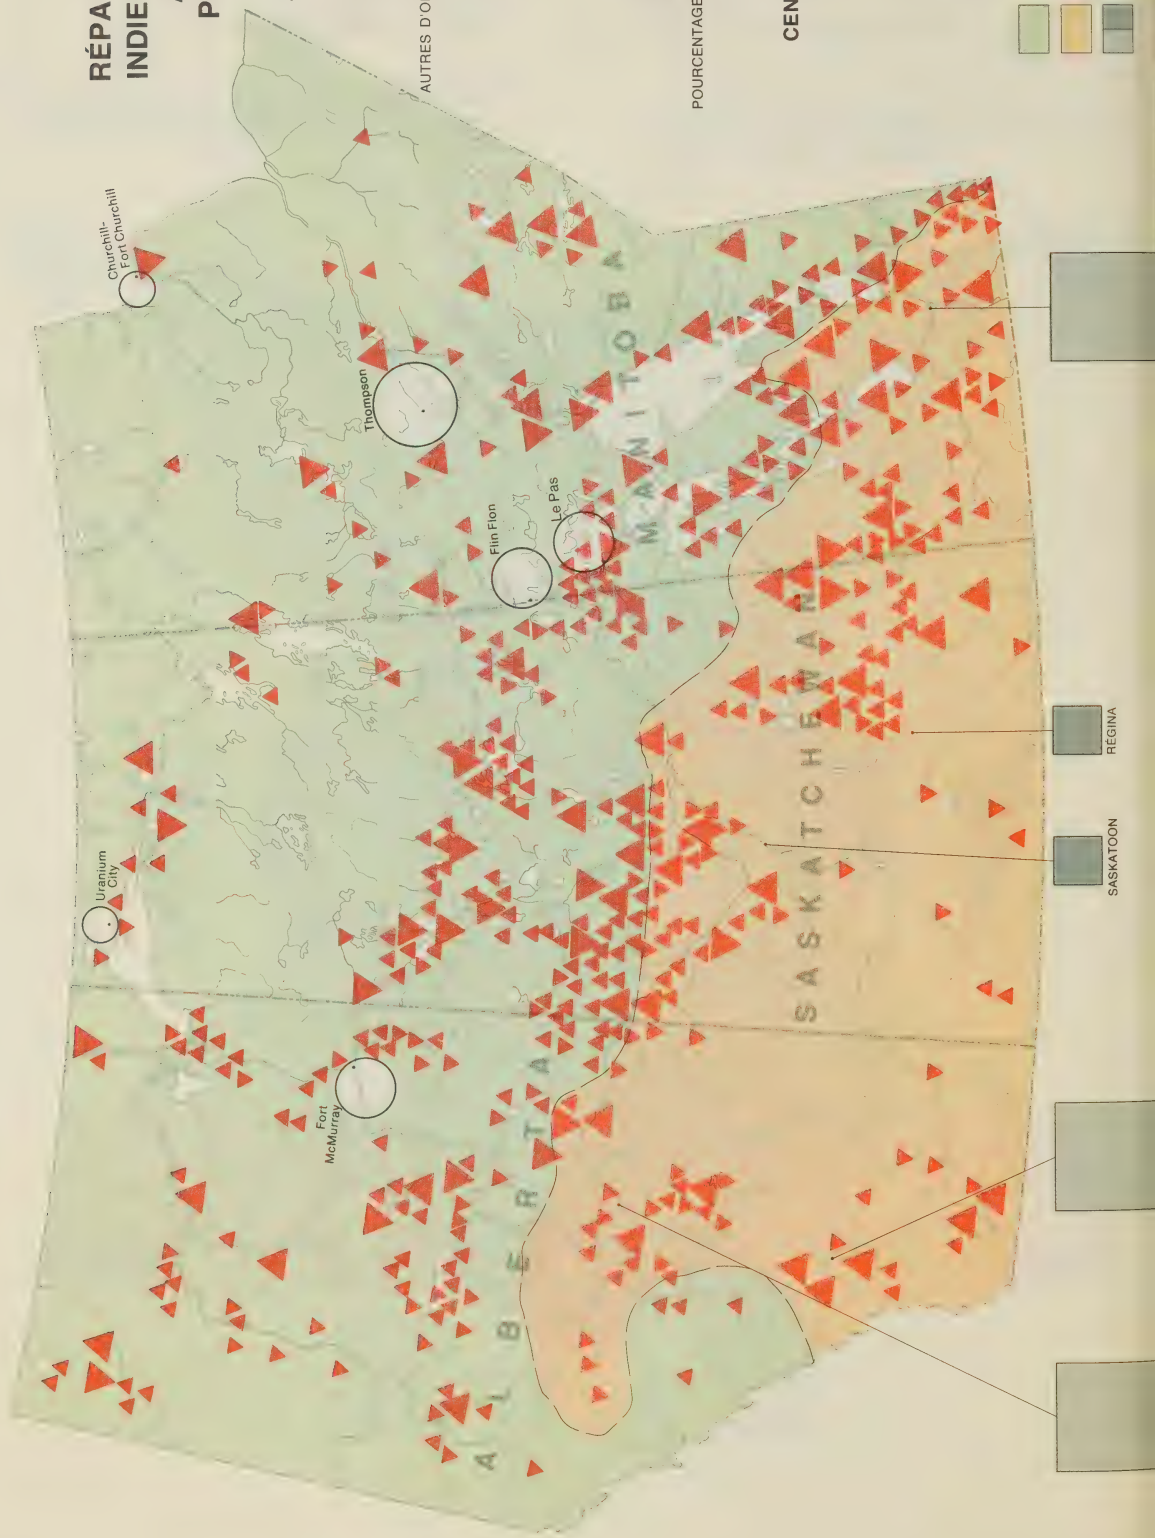 RÉPA
INDIE
P
AUTRES D'O
POURCENTAGE
CEN
Churchill-
Fort Churchill
Thompson
Flin Flon
Le Pas
Uranium
City
Fort
McMurray
MANITOBA
SASKATCHEWAN
ALBERTA
RÉGINA
SASKATOON